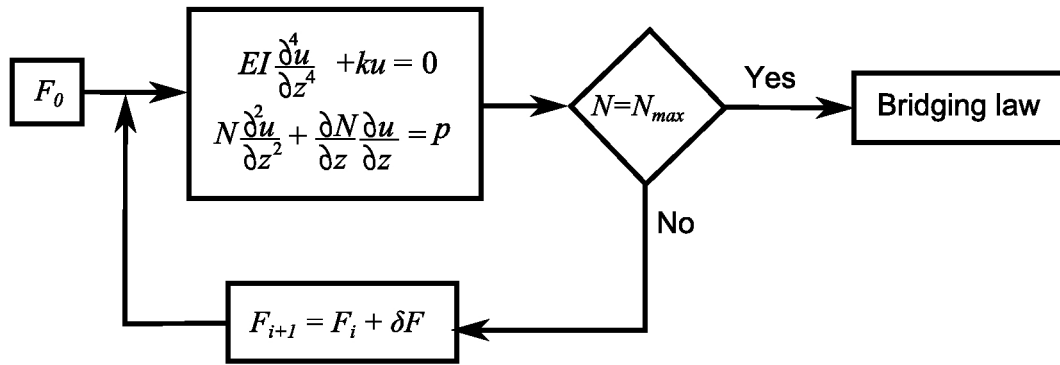 F₀
EI ∂⁴u/∂z⁴ +ku = 0
N ∂²u/∂z² + ∂N/∂z ∂u/∂z = p
N=Nₘₐₓ
Yes
Bridging law
No
Fᵢ₊₁ = Fᵢ + δF